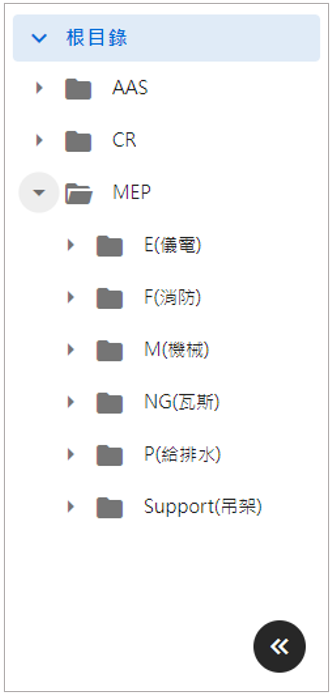 根目錄
AAS
CR
MEP
E(儀電)
F(消防)
M(機械)
NG(瓦斯)
P(給排水)
Support(吊架)